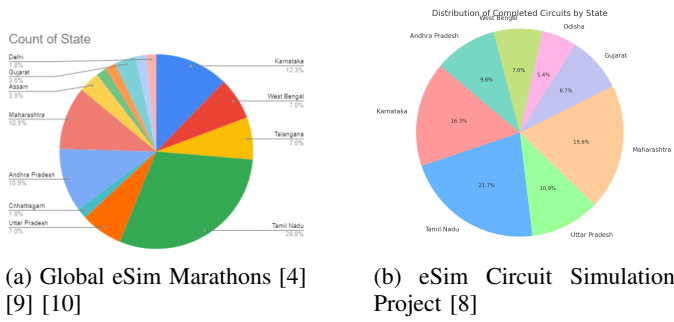 Count of State
Delhi
1.8%
Gujarat
3.5%
Assam
3.5%
Maharashtra
10.5%
Andhra Pradesh
10.5%
Chhattisgarh
1.8%
Uttar Pradesh
7.0%
Karnataka
12.3%
West Bengal
7.0%
Telangana
7.0%
Tamil Nadu
29.8%
(a) Global eSim Marathons [4]
[9] [10]
Distribution of Completed Circuits by State
West Bengal
Odisha
Andhra Pradesh
Gujarat
7.6%
5.4%
9.8%
8.7%
Karnataka
16.3%
19.6%
Maharashtra
21.7%
10.9%
Tamil Nadu
Uttar Pradesh
(b) eSim Circuit Simulation
Project [8]